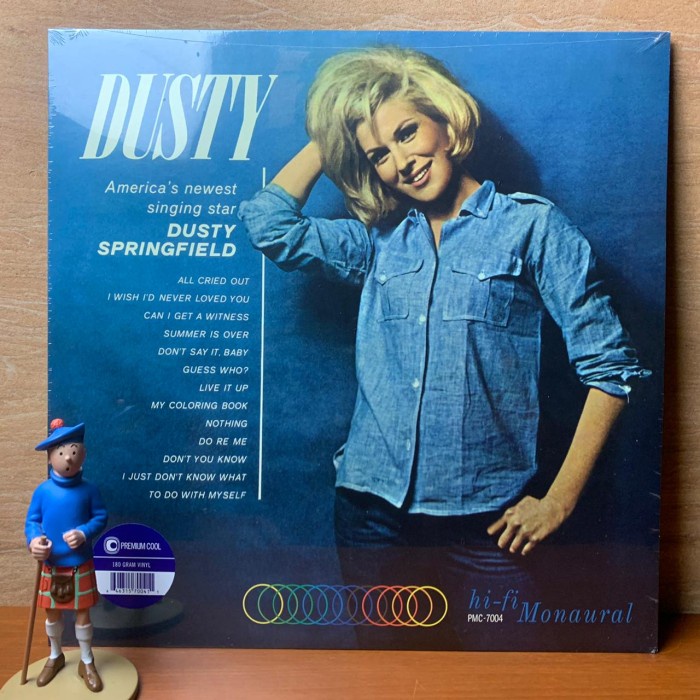 DUSTY
America's newest
singing star
DUSTY
SPRINGFIELD
ALL CRIED OUT
I WISH I'D NEVER LOVED YOU
CAN I GET A WITNESS
SUMMER IS OVER
DON'T SAY IT, BABY
GUESS WHO?
LIVE IT UP
MY COLORING BOOK
NOTHING
DO RE ME
DON'T YOU KNOW
I JUST DON'T KNOW WHAT
TO DO WITH MYSELF
PREMIUM COOL
180 GRAM VINYL
hi-fi
Monaural
PMC-7004